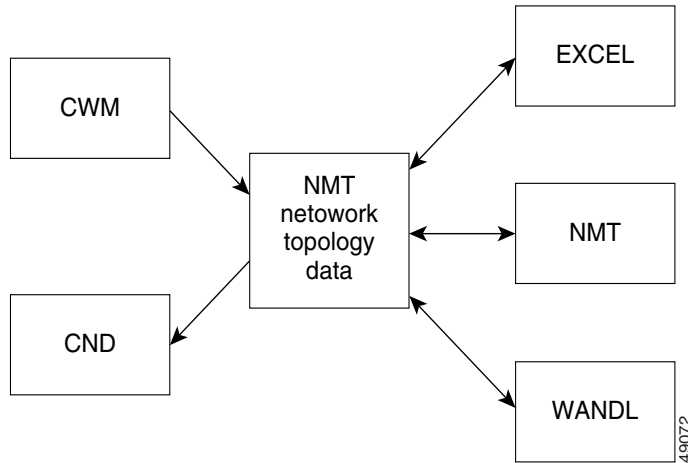 CWM
CND
NMT
netowork
topology
data
EXCEL
NMT
WANDL
49072